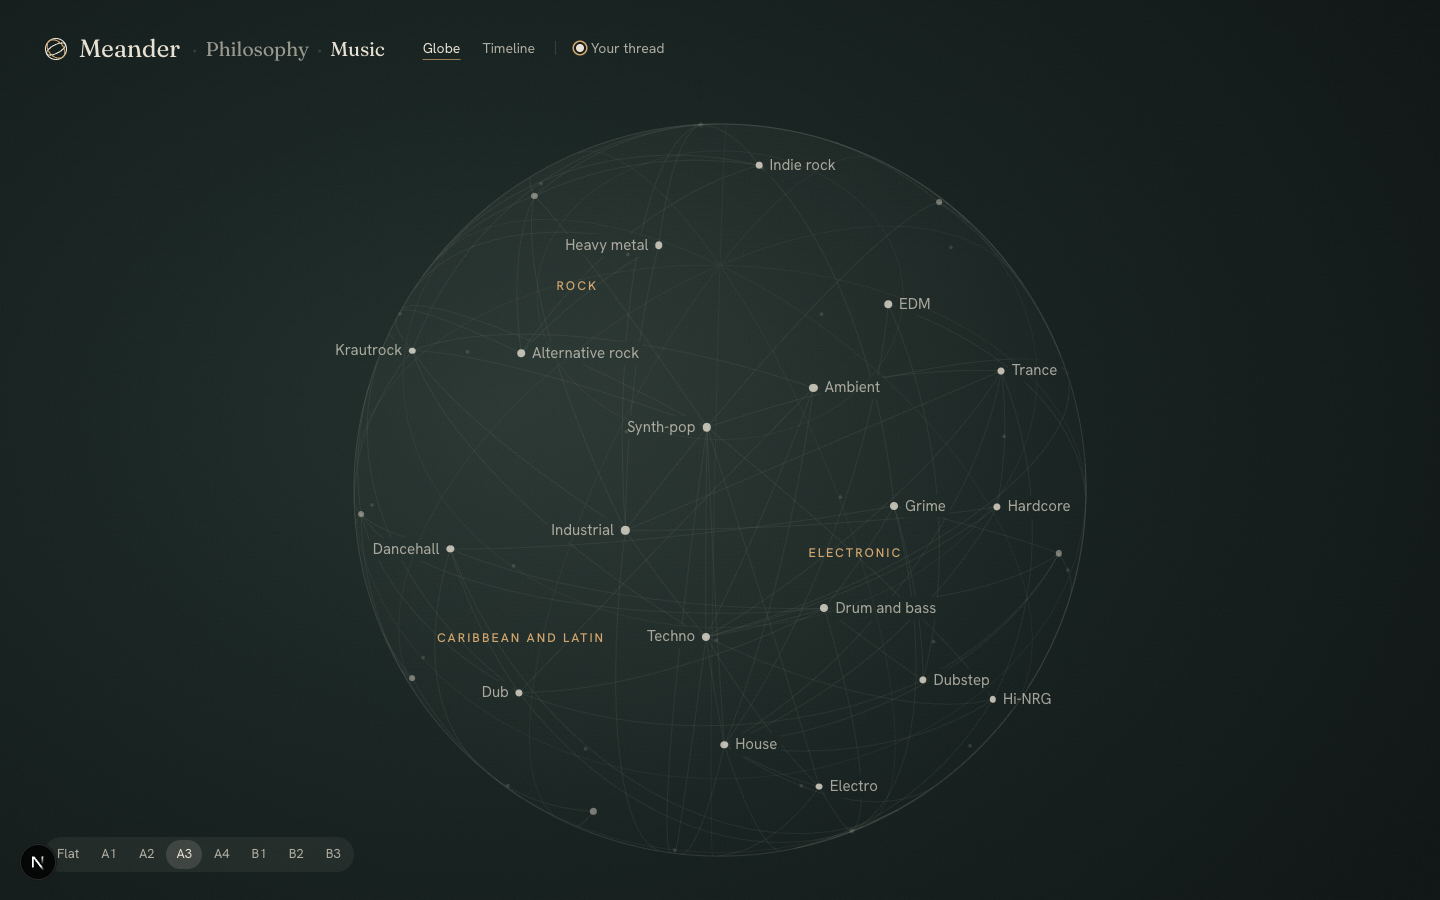 Meander · Philosophy · Music
Globe
Timeline
Your thread
Indie rock
Heavy metal
ROCK
EDM
Krautrock
Alternative rock
Trance
Ambient
Synth-pop
Grime
Hardcore
Industrial
Dancehall
ELECTRONIC
Drum and bass
CARIBBEAN AND LATIN
Techno
Dubstep
Dub
Hi-NRG
House
Electro
N
Flat A1 A2 A3 A4 B1 B2 B3